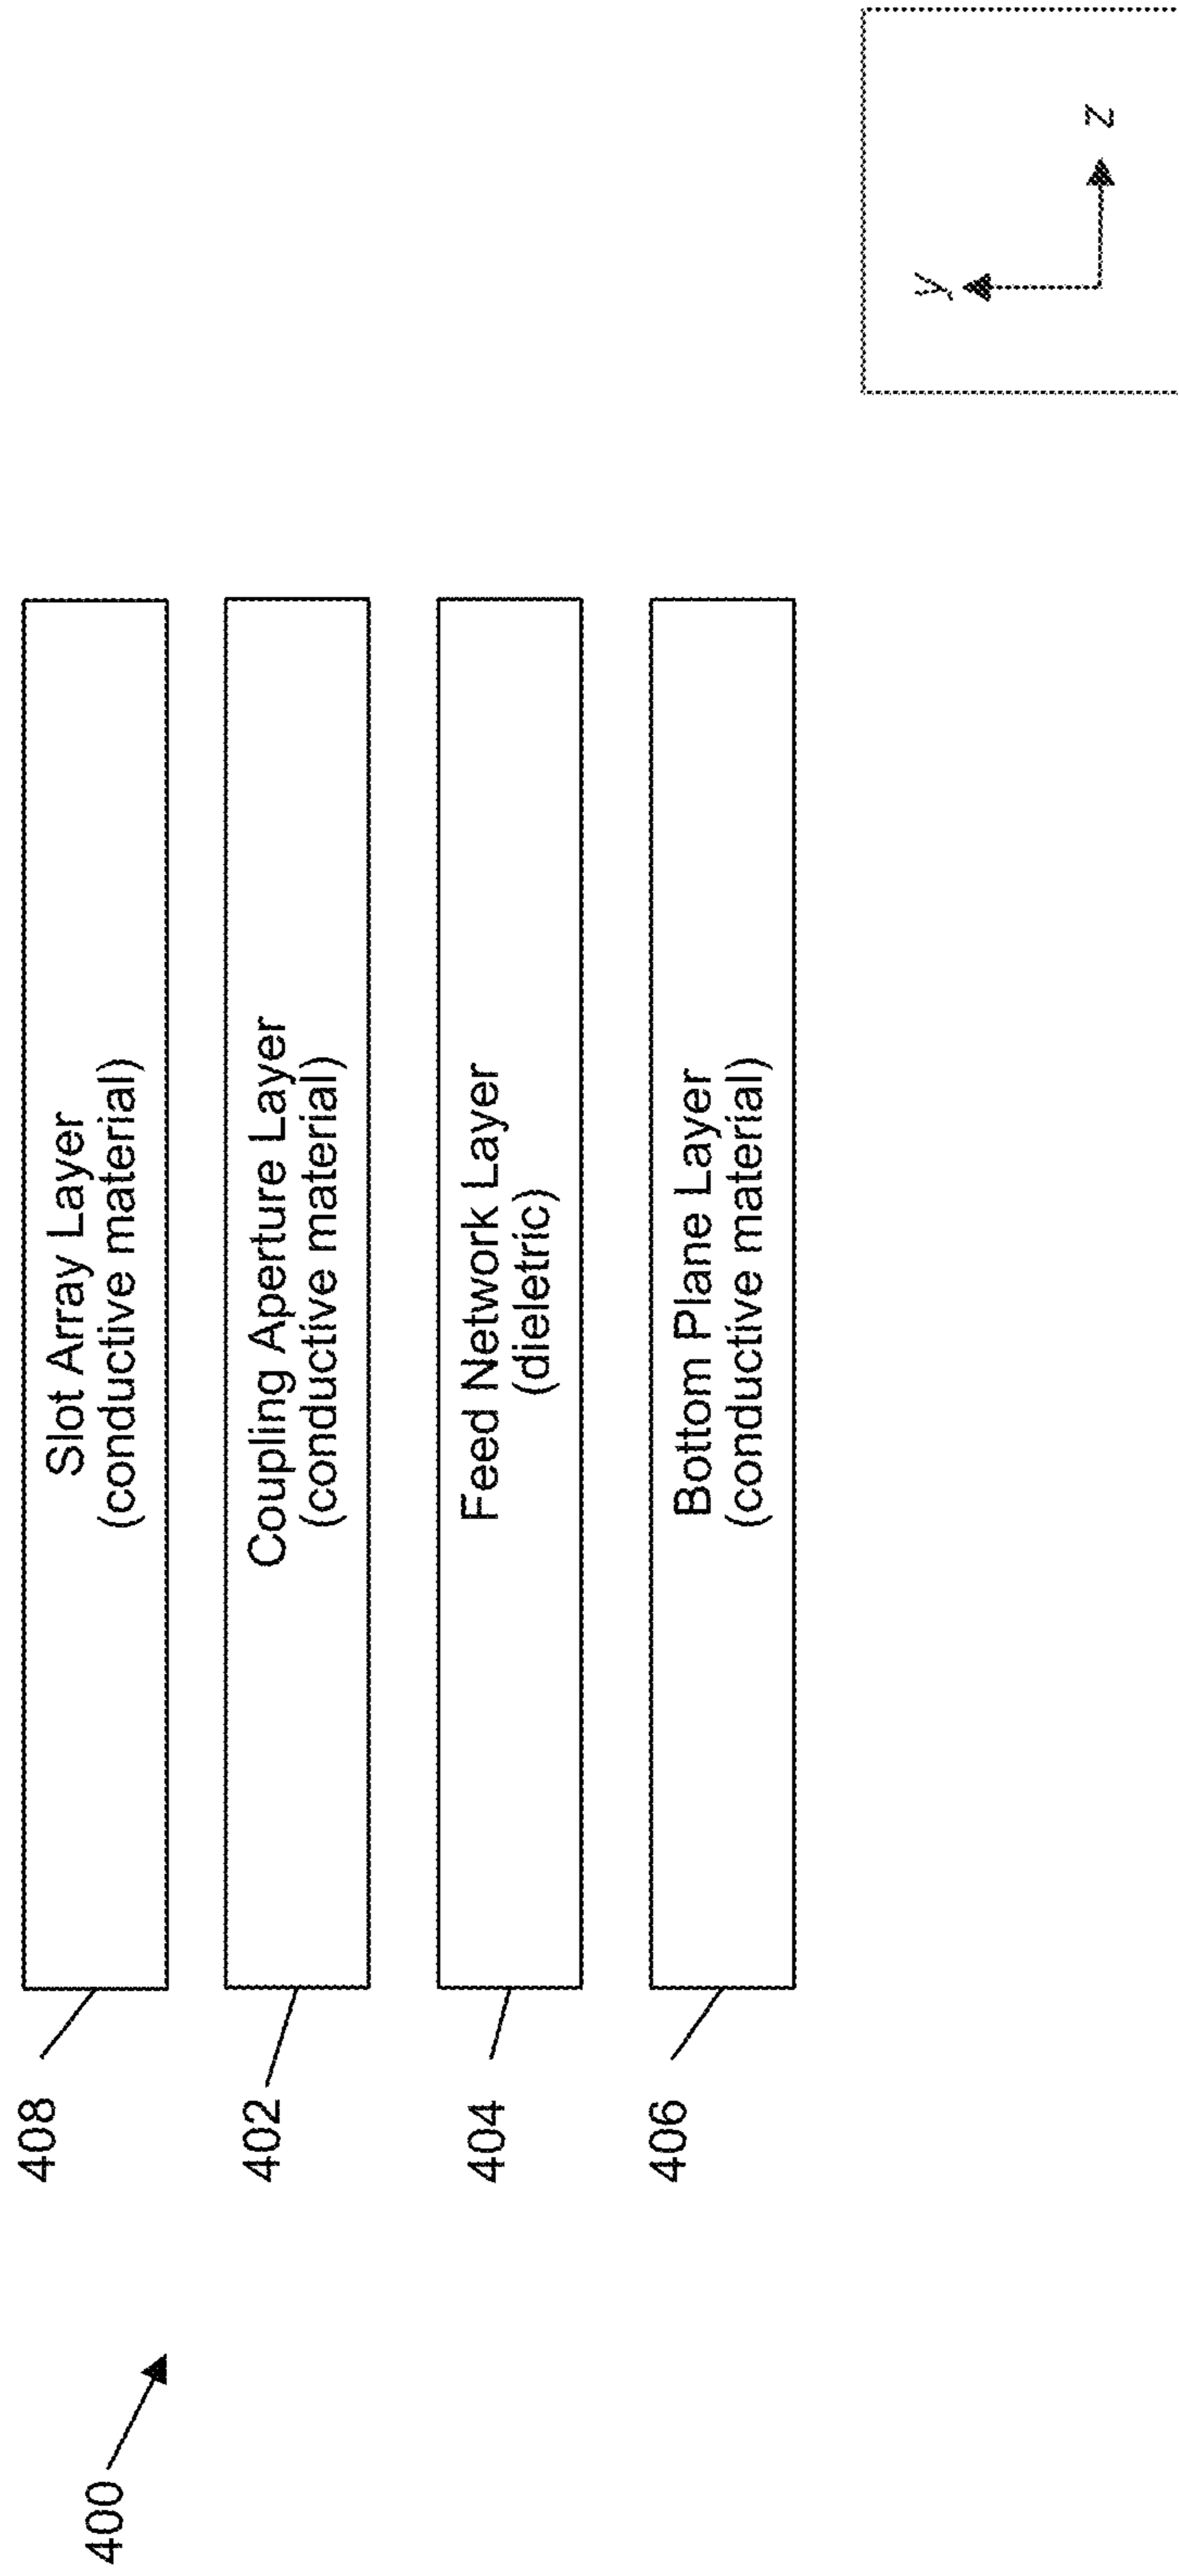 400
408
Slot Array Layer
(conductive material)
402
Coupling Aperture Layer
(conductive material)
404
Feed Network Layer
(dieletric)
406
Bottom Plane Layer
(conductive material)
y
z